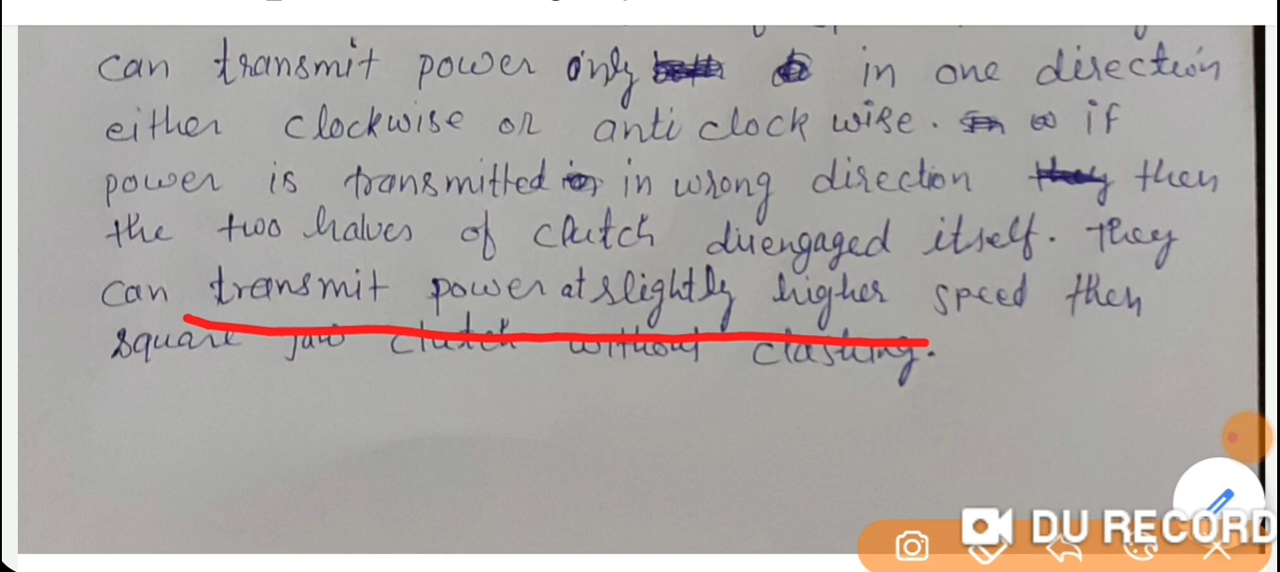 can transmit power only in one direction
either clockwise or anti clock wise. if
power is transmitted in wrong direction then
the two halves of clutch disengaged itself. They
can transmit power at slightly higher speed then
square jaw clutch without clashing.
DU RECORD